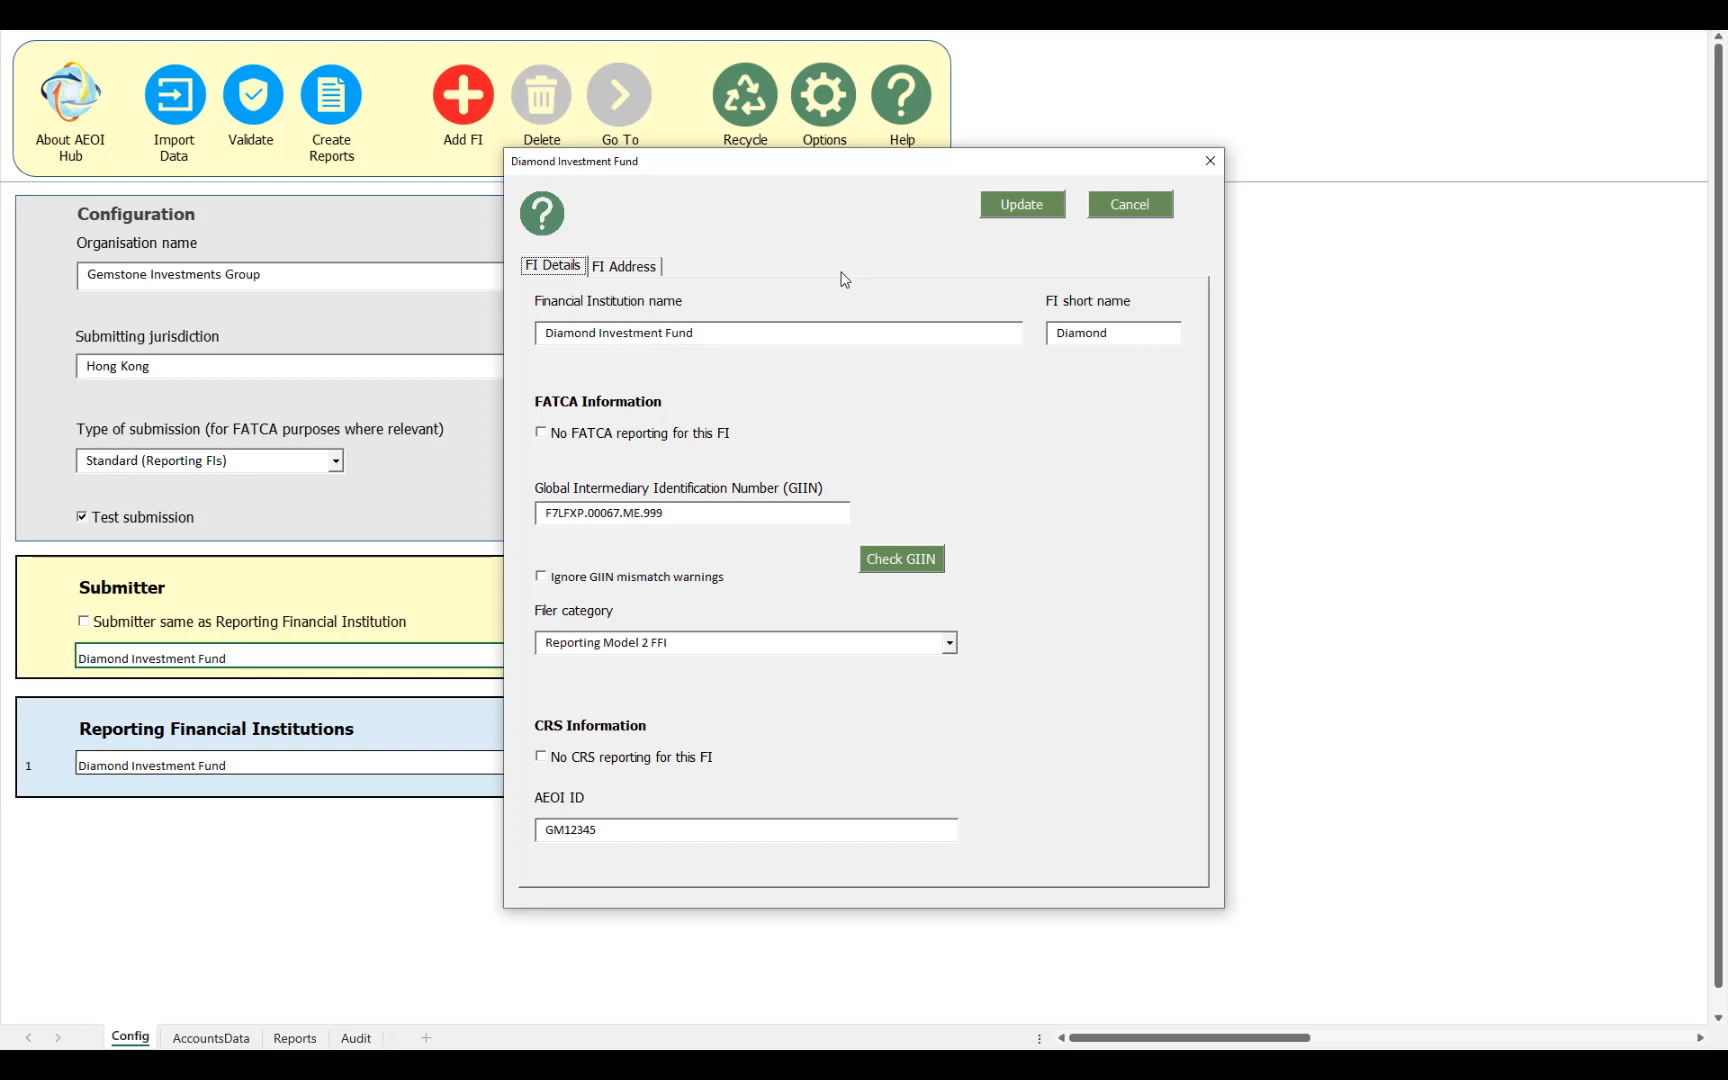 About AEOI
Hub
Import
Data
Validate
Create
Reports
Add FI
Delete
Go To
Recycle
Options
Help
Configuration
Organisation name
Gemstone Investments Group
Submitting jurisdiction
Hong Kong
Type of submission (for FATCA purposes where relevant)
Standard (Reporting FIs)
Test submission
Submitter
Submitter same as Reporting Financial Institution
Diamond Investment Fund
Reporting Financial Institutions
1
Diamond Investment Fund
Diamond Investment Fund
?
Update
Cancel
FI Details
FI Address
Financial Institution name
FI short name
Diamond Investment Fund
Diamond
FATCA Information
No FATCA reporting for this FI
Global Intermediary Identification Number (GIIN)
F7LFXP.00067.ME.999
Check GIIN
Ignore GIIN mismatch warnings
Filer category
Reporting Model 2 FFI
CRS Information
No CRS reporting for this FI
AEOI ID
GM12345
Config
AccountsData
Reports
Audit